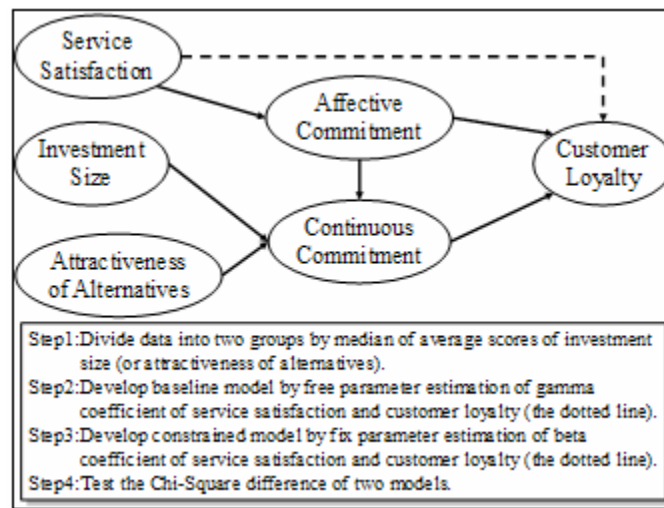 Service
Satisfaction
Affective
Commitment
Investment
Size
Customer
Loyalty
Continuous
Commitment
Attractiveness
of Alternatives
Step1:Divide data into two groups by median of average scores of investment
size (or attractiveness of alternatives).
Step2:Develop baseline model by free parameter estimation of gamma
coefficient of service satisfaction and customer loyalty (the dotted line).
Step3:Develop constrained model by fix parameter estimation of beta
coefficient of service satisfaction and customer loyalty (the dotted line).
Step4:Test the Chi-Square difference of two models.